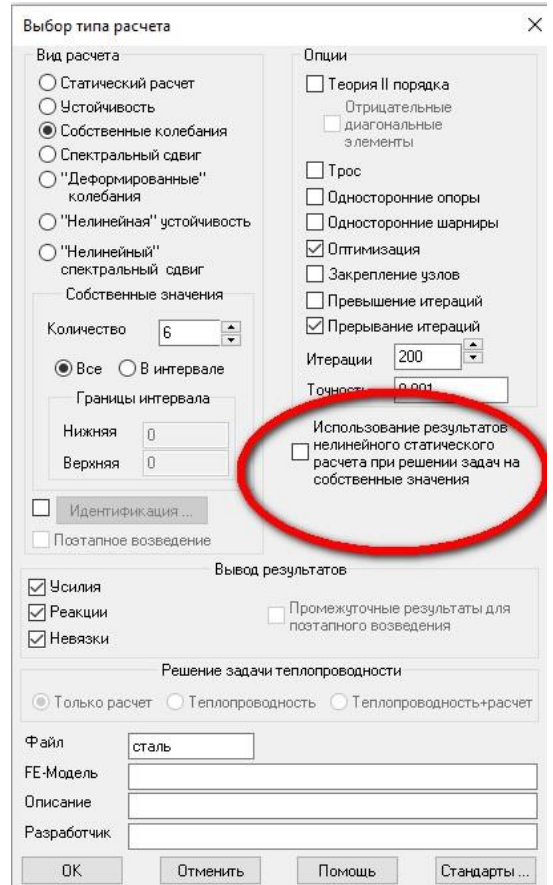 Выбор типа расчета
Вид расчета
Статический расчет
Устойчивость
Собственные колебания
Спектральный сдвиг
"Деформированные"
колебания
"Нелинейная" устойчивость
"Нелинейный"
спектральный сдвиг
Собственные значения
Количество
6
Все
В интервале
Границы интервала
Нижняя
0
Верхняя
0
Идентификация ...
Поэтапное возведение
Опции
Теория II порядка
Отрицательные
диагональные
элементы
Трос
Односторонние опоры
Односторонние шарниры
Оптимизация
Закрепление узлов
Превышение итераций
Прерывание итераций
Итерации
200
Точность
0.001
Использование результатов
нелинейного статического
расчета при решении задач на
собственные значения
Вывод результатов
Усилия
Реакции
Невязки
Промежуточные результаты для
поэтапного возведения
Решение задачи теплопроводности
Только расчет
Теплопроводность
Теплопроводность+расчет
Файл
сталь
FE-Модель
Описание
Разработчик
OK
Отменить
Помощь
Стандарты ...